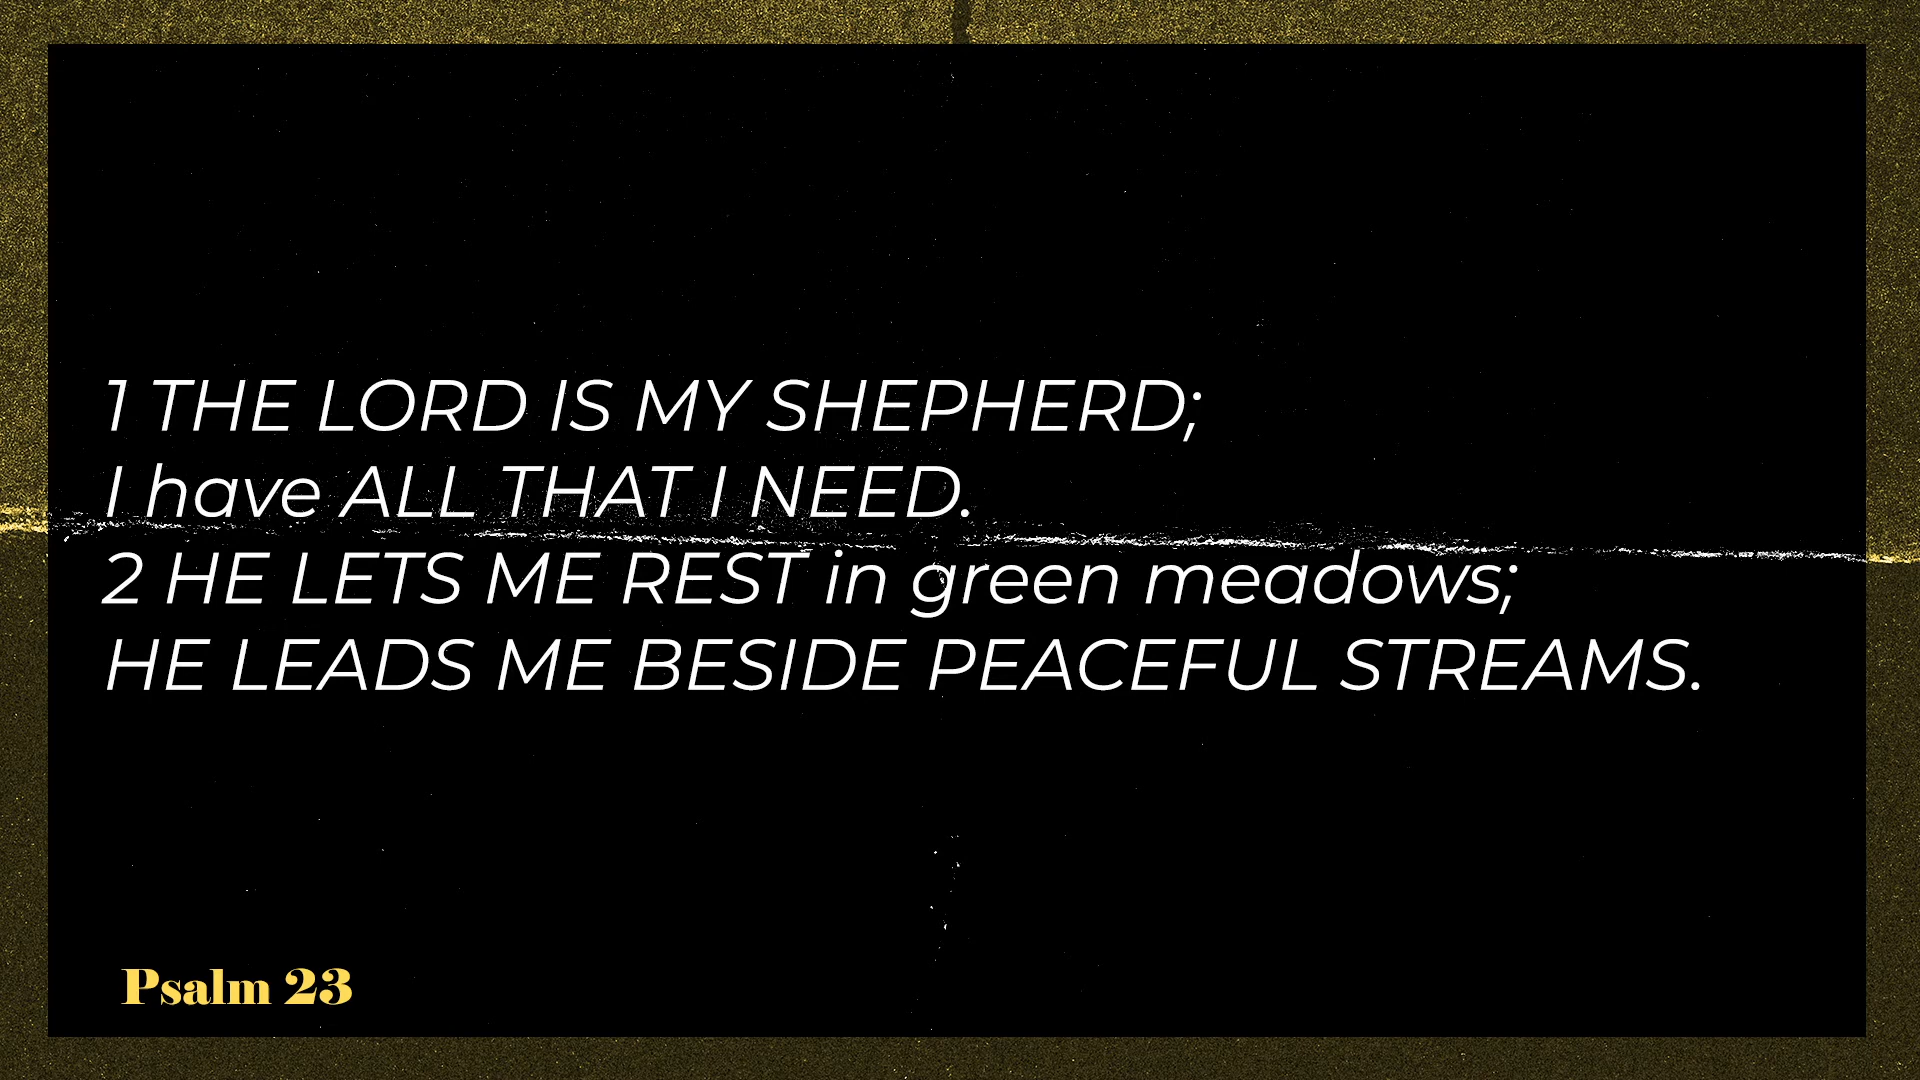 1 THE LORD IS MY SHEPHERD;
I have ALL THAT I NEED.
2 HE LETS ME REST in green meadows;
HE LEADS ME BESIDE PEACEFUL STREAMS.
Psalm 23